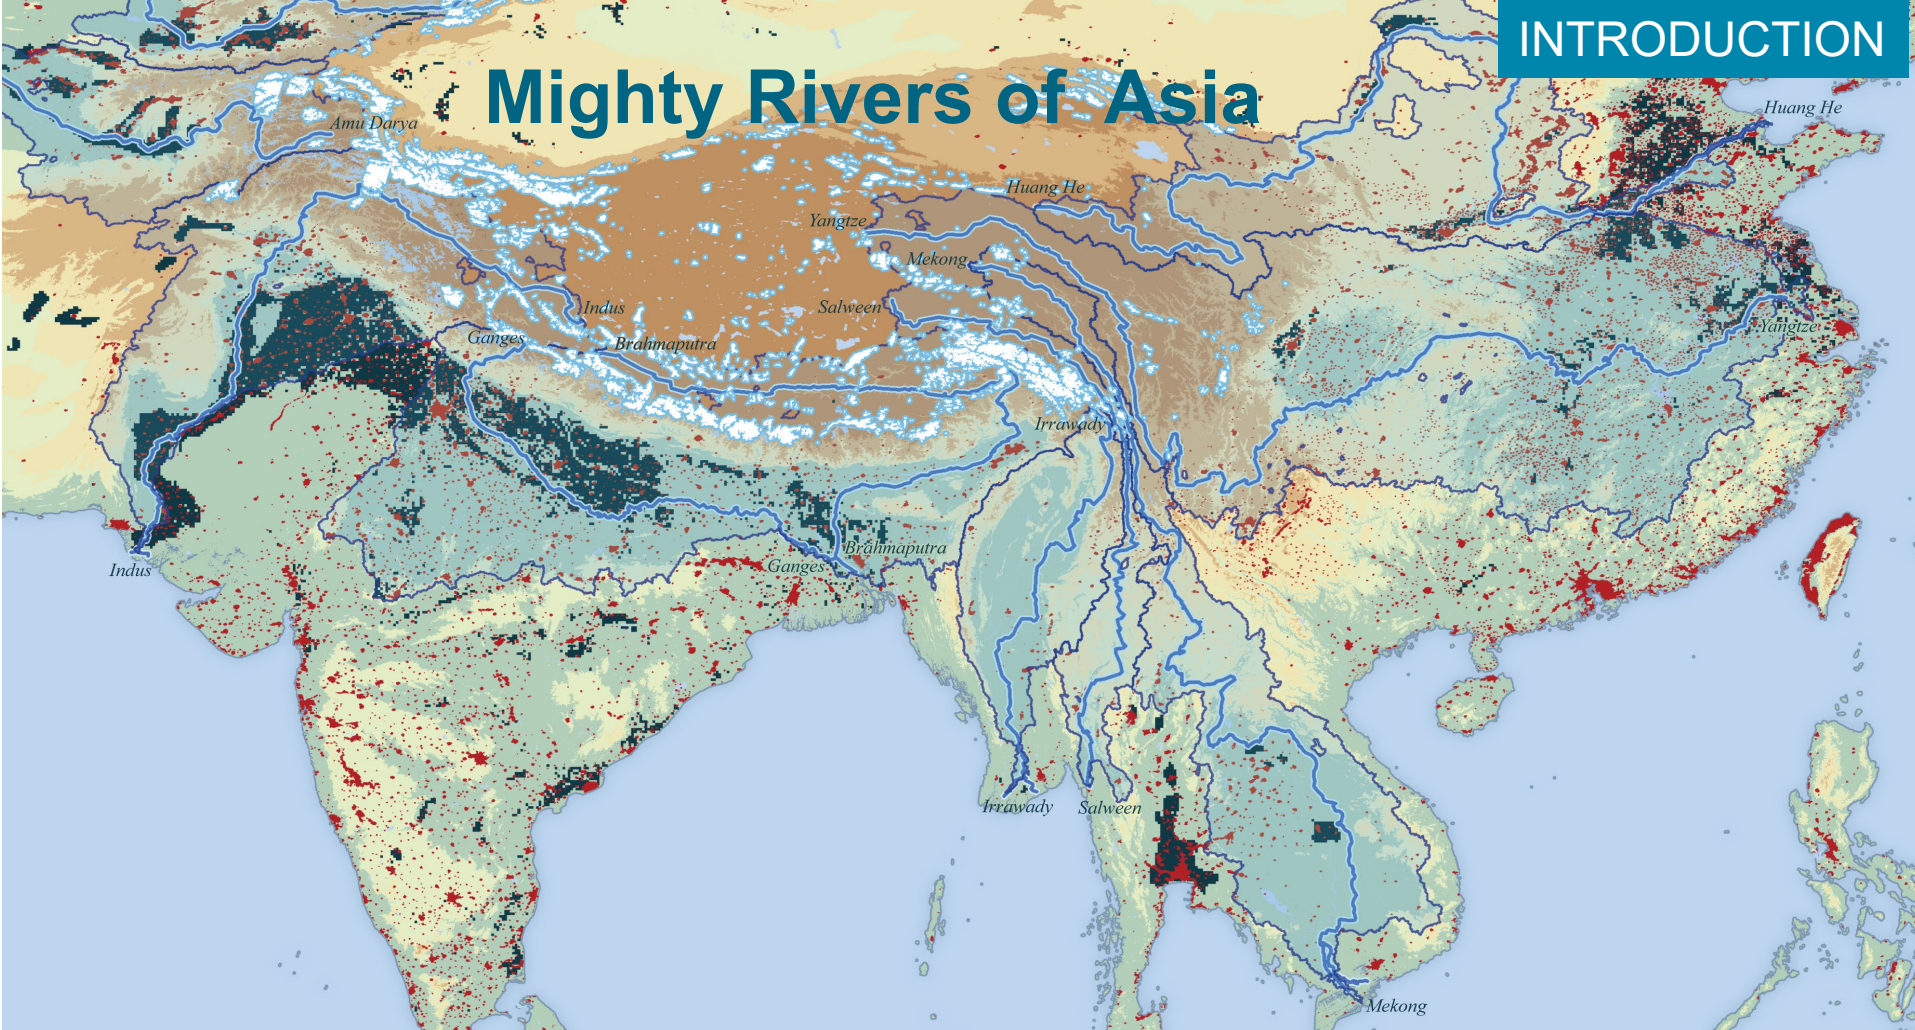 INTRODUCTION
Mighty Rivers of Asia
Huang He
Amu Darya
Huang He
Yangtze
Mekong
Salween
Indus
Yangtze
Ganges
Brahmaputra
Irrawady
Brahmaputra
Ganges
Indus
Irrawady
Salween
Mekong